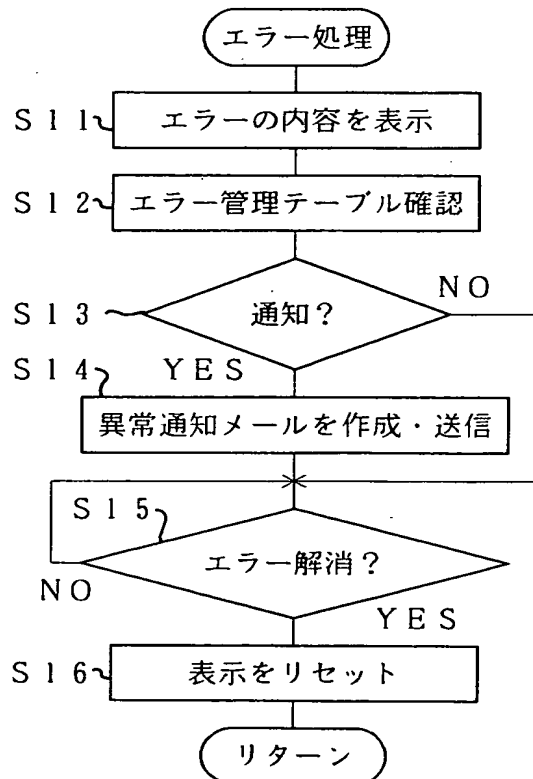 エラー処理
S11 エラーの内容を表示
S12 エラー管理テーブル確認
S13 通知? NO
S14 YES
異常通知メールを作成・送信
S15
エラー解消?
NO YES
S16 表示をリセット
リターン